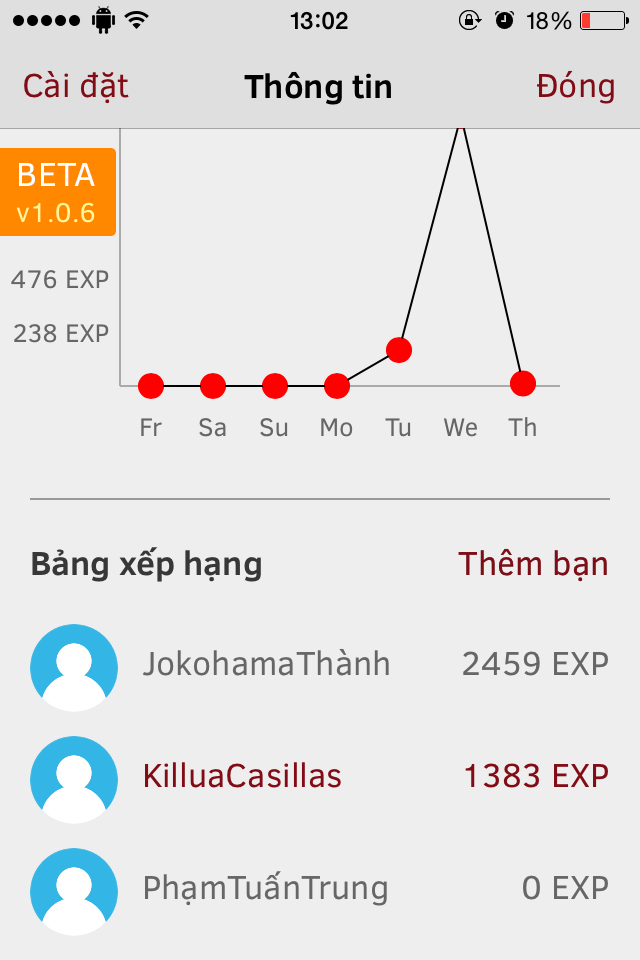 13:02
18%
Cài đặt
Thông tin
Đóng
BETA
v1.0.6
476 EXP
238 EXP
Fr Sa Su Mo Tu We Th
Bảng xếp hạng
Thêm bạn
JokohamaThành 2459 EXP
KilluaCasillas 1383 EXP
PhạmTuấnTrung 0 EXP